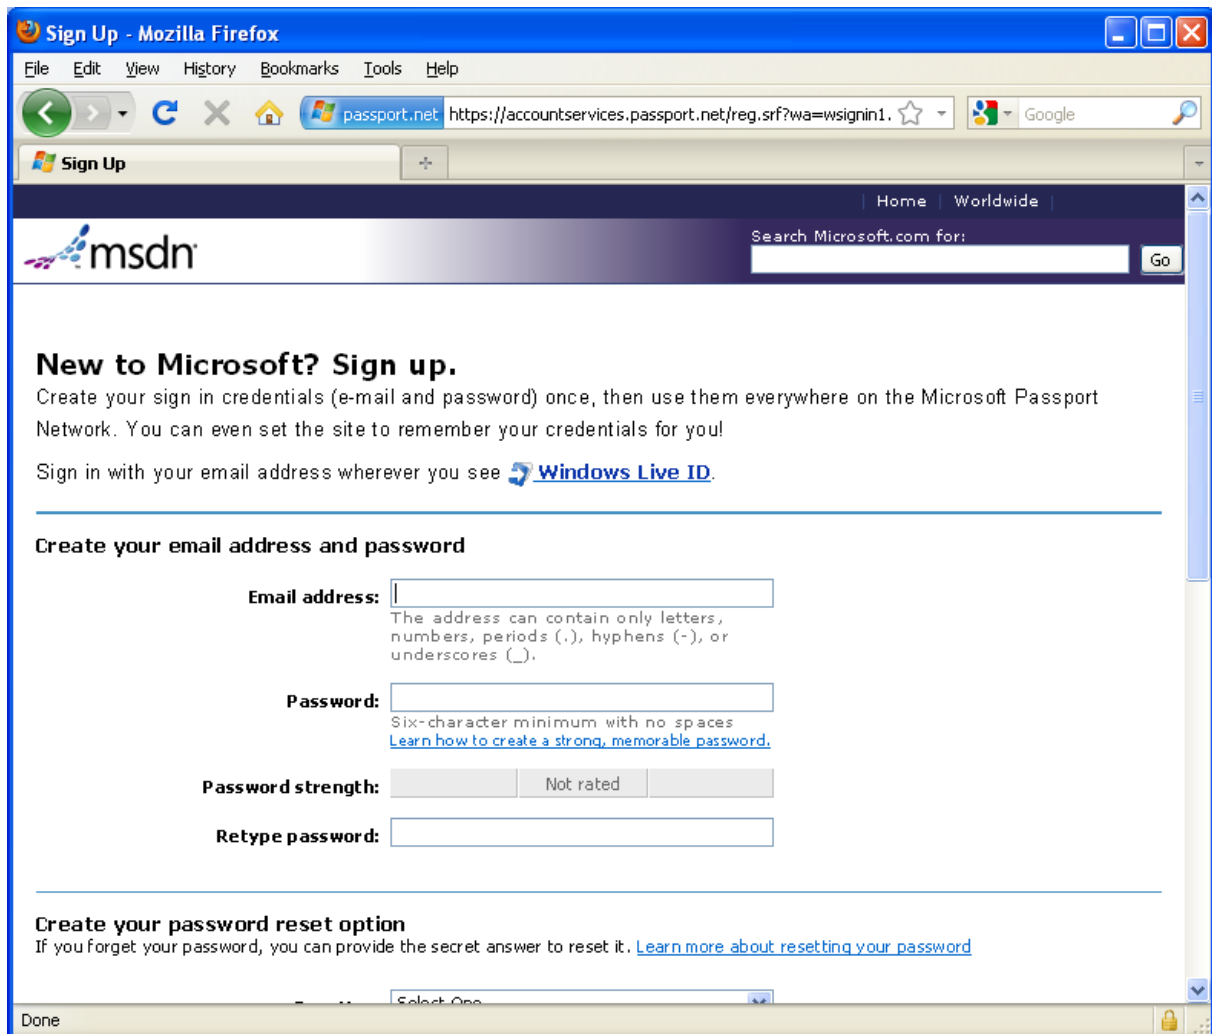 Sign Up - Mozilla Firefox
File Edit View History Bookmarks Tools Help
passport.net https://accountservices.passport.net/reg.srf?wa=wsignin1. Google
Sign Up
Home Worldwide
msdn
Search Microsoft.com for:
Go
New to Microsoft? Sign up.
Create your sign in credentials (e-mail and password) once, then use them everywhere on the Microsoft Passport
Network. You can even set the site to remember your credentials for you!
Sign in with your email address wherever you see Windows Live ID.
Create your email address and password
Email address:
The address can contain only letters,
numbers, periods (.), hyphens (-), or
underscores (_).
Password:
Six-character minimum with no spaces
Learn how to create a strong, memorable password.
Password strength: Not rated
Retype password:
Create your password reset option
If you forget your password, you can provide the secret answer to reset it. Learn more about resetting your password
Select One
Done